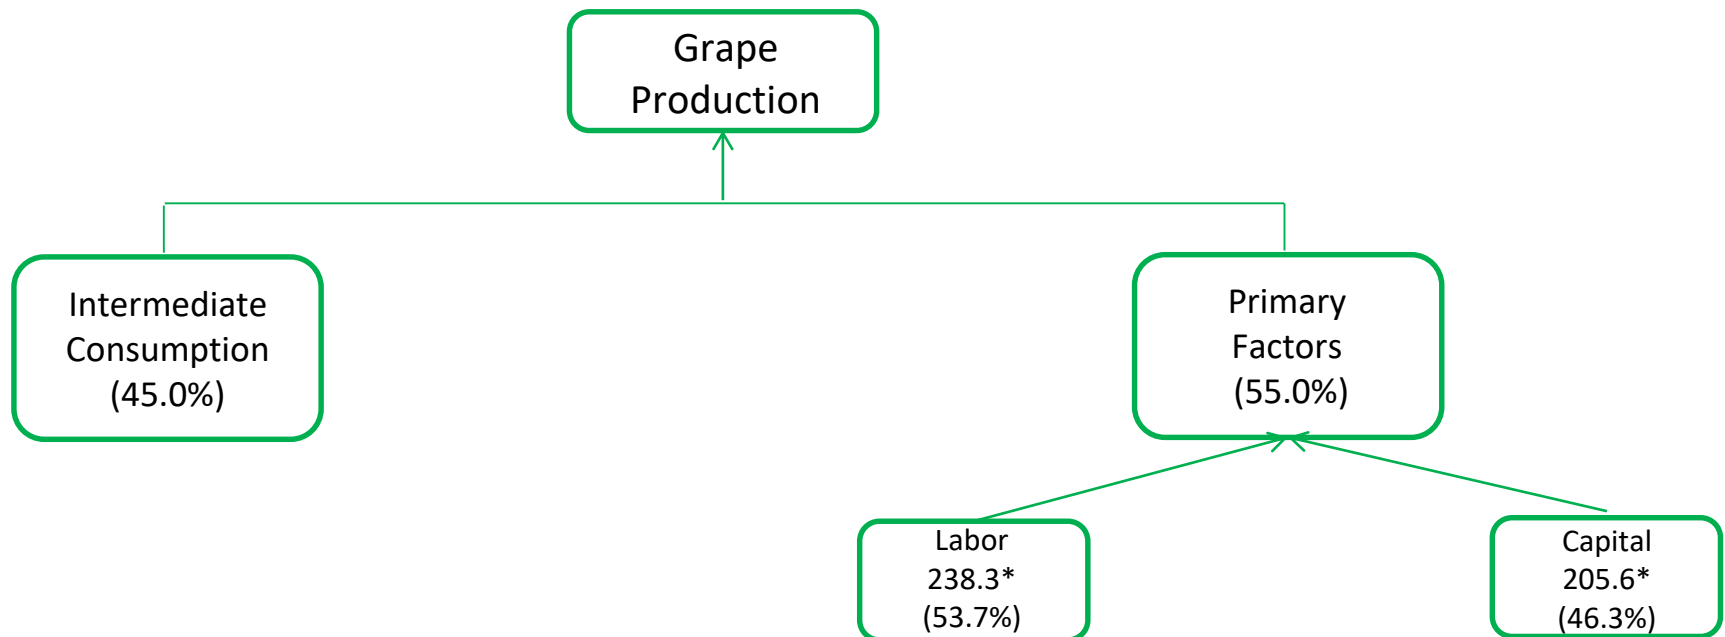 Grape
Production
Intermediate
Consumption
(45.0%)
Primary
Factors
(55.0%)
Labor
238.3*
(53.7%)
Capital
205.6*
(46.3%)